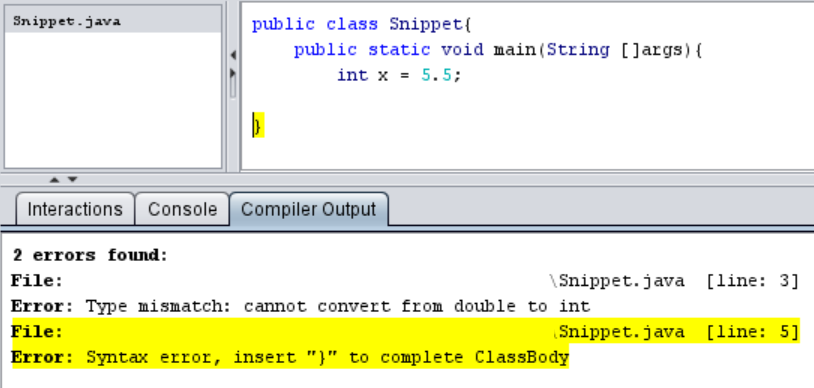 Snippet.java
public class Snippet{
public static void main(String []args){
int x = 5.5;
}
Interactions
Console
Compiler Output
2 errors found:
File: \Snippet.java [line: 3]
Error: Type mismatch: cannot convert from double to int
File: \Snippet.java [line: 5]
Error: Syntax error, insert "}" to complete ClassBody